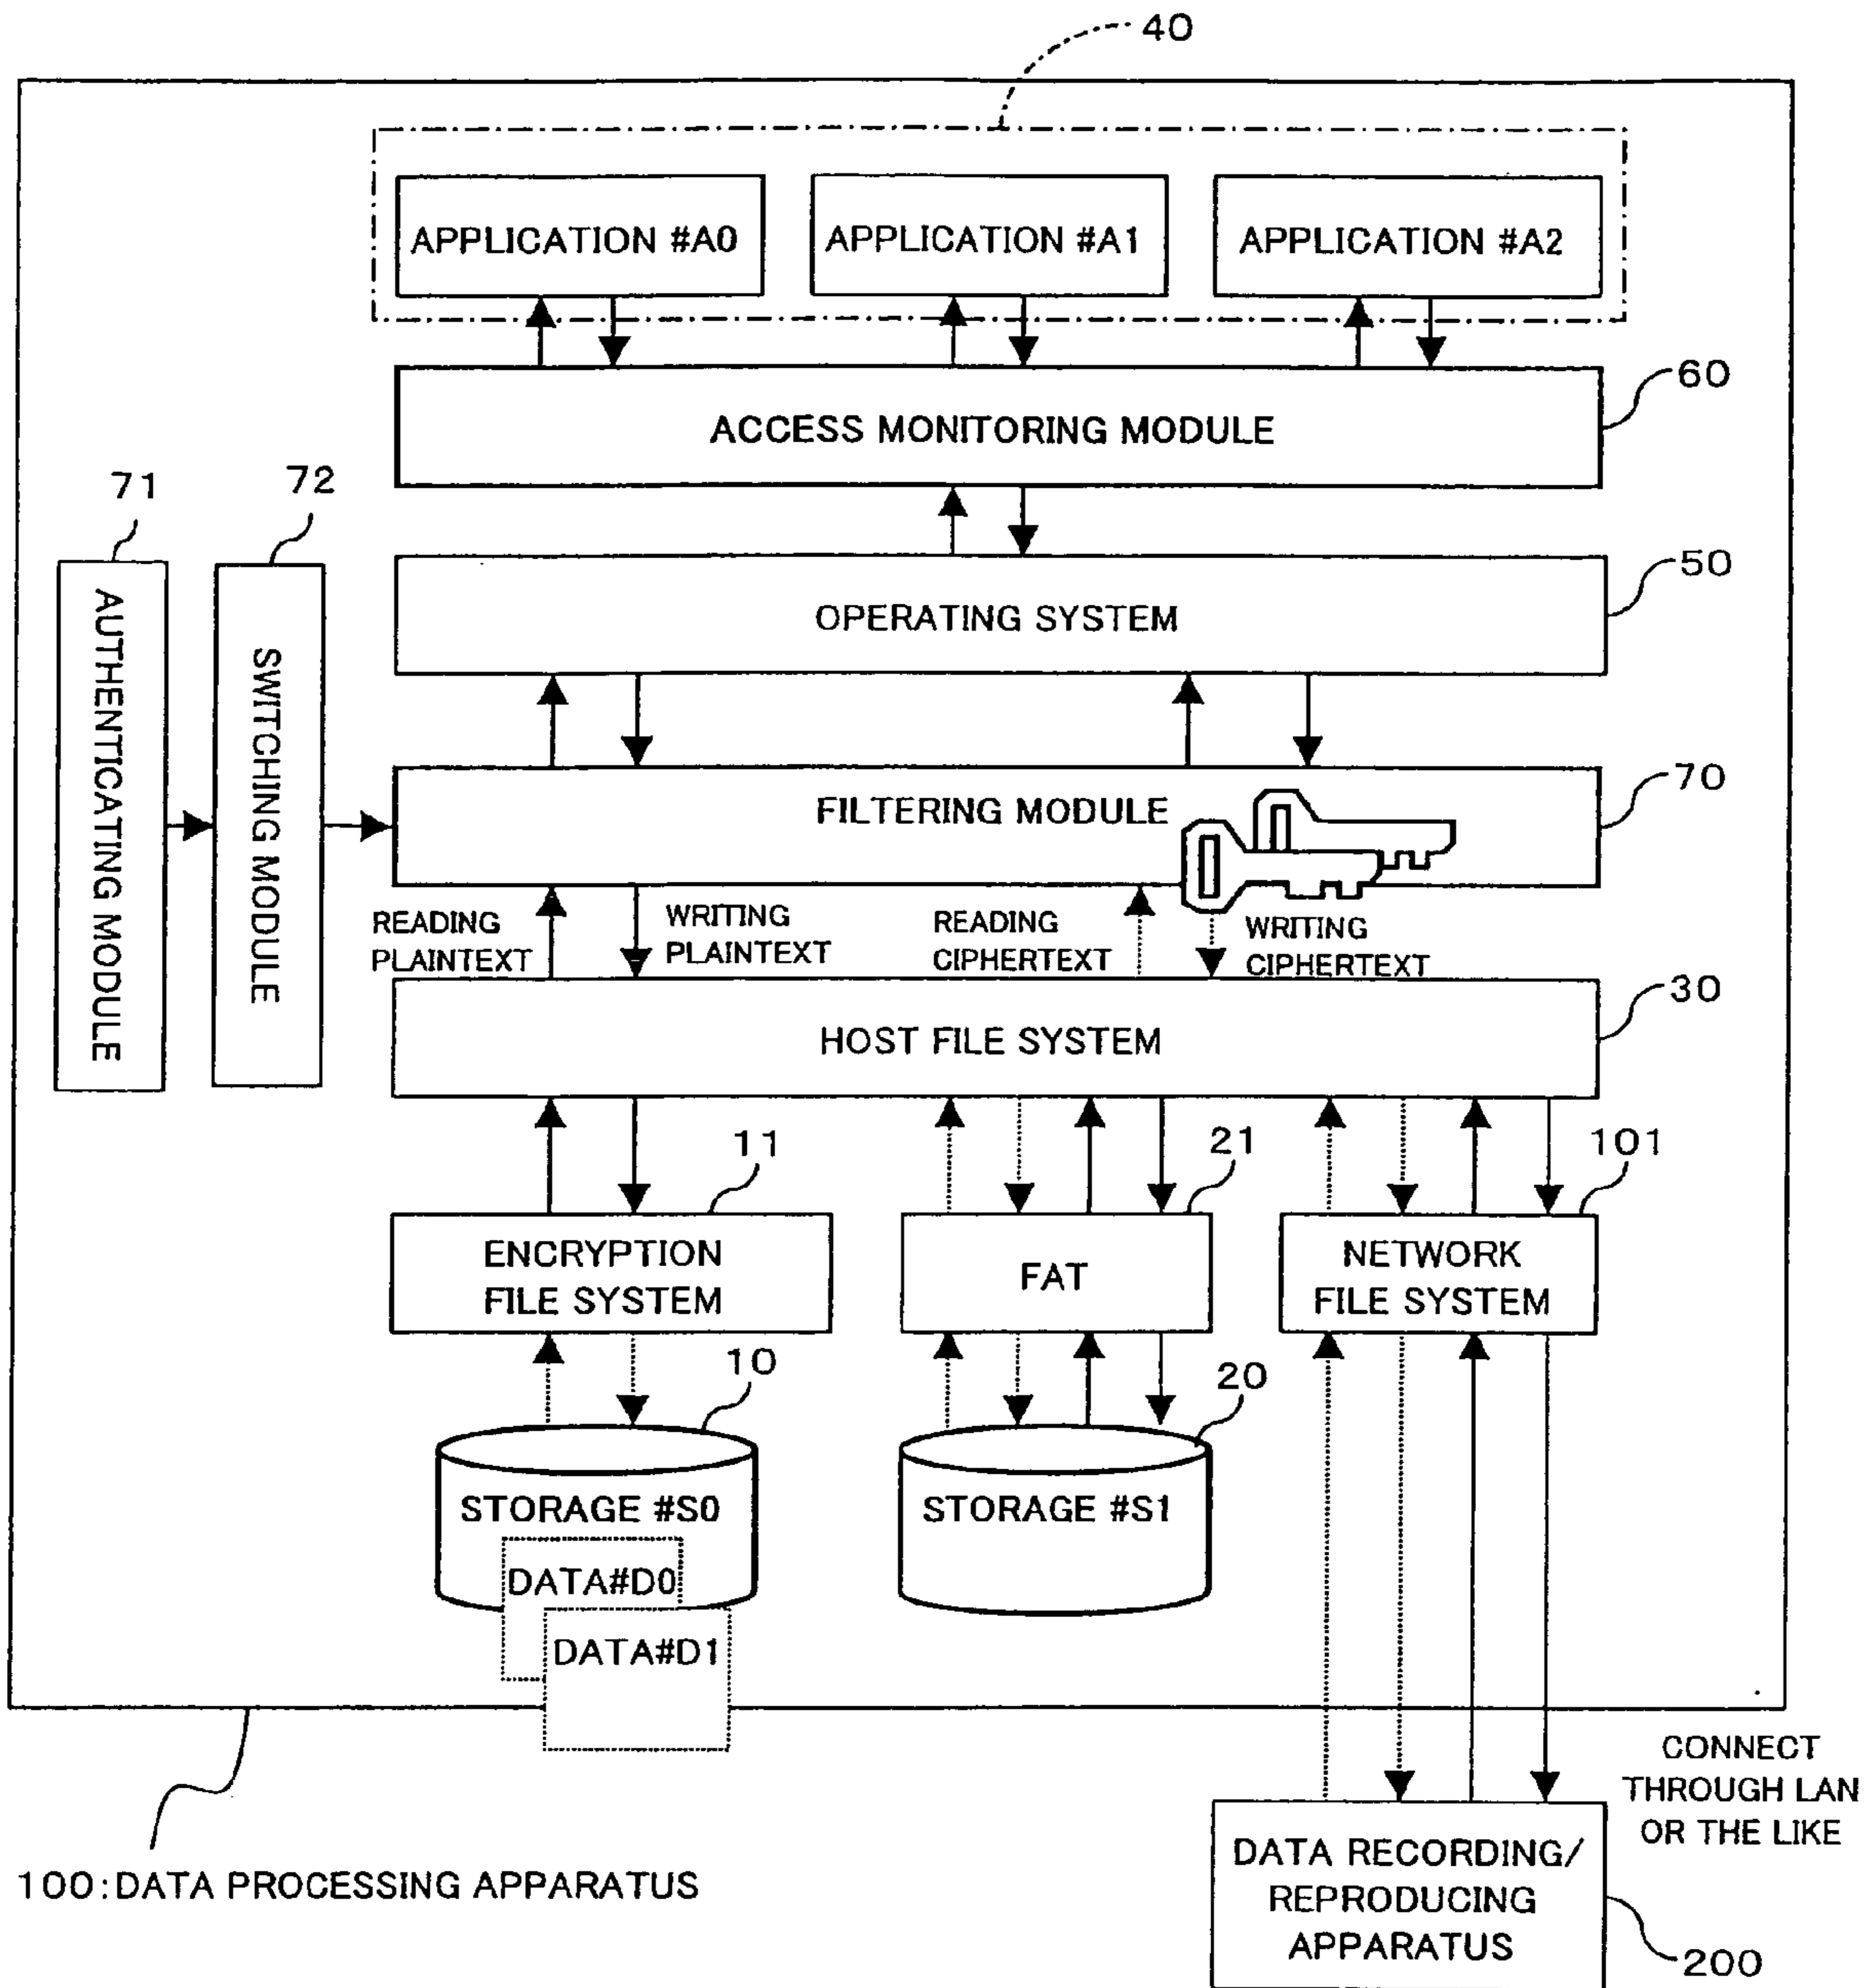 40
APPLICATION #A0
APPLICATION #A1
APPLICATION #A2
60
ACCESS MONITORING MODULE
71
72
50
AUTHENTICATING MODULE
SWITCHING MODULE
OPERATING SYSTEM
70
FILTERING MODULE
READING
PLAINTEXT
WRITING
PLAINTEXT
READING
CIPHERTEXT
WRITING
CIPHERTEXT
30
HOST FILE SYSTEM
11
21
101
ENCRYPTION
FILE SYSTEM
FAT
NETWORK
FILE SYSTEM
10
20
STORAGE #S0
STORAGE #S1
DATA#D0
DATA#D1
CONNECT
THROUGH LAN
OR THE LIKE
100:DATA PROCESSING APPARATUS
DATA RECORDING/
REPRODUCING
APPARATUS
200